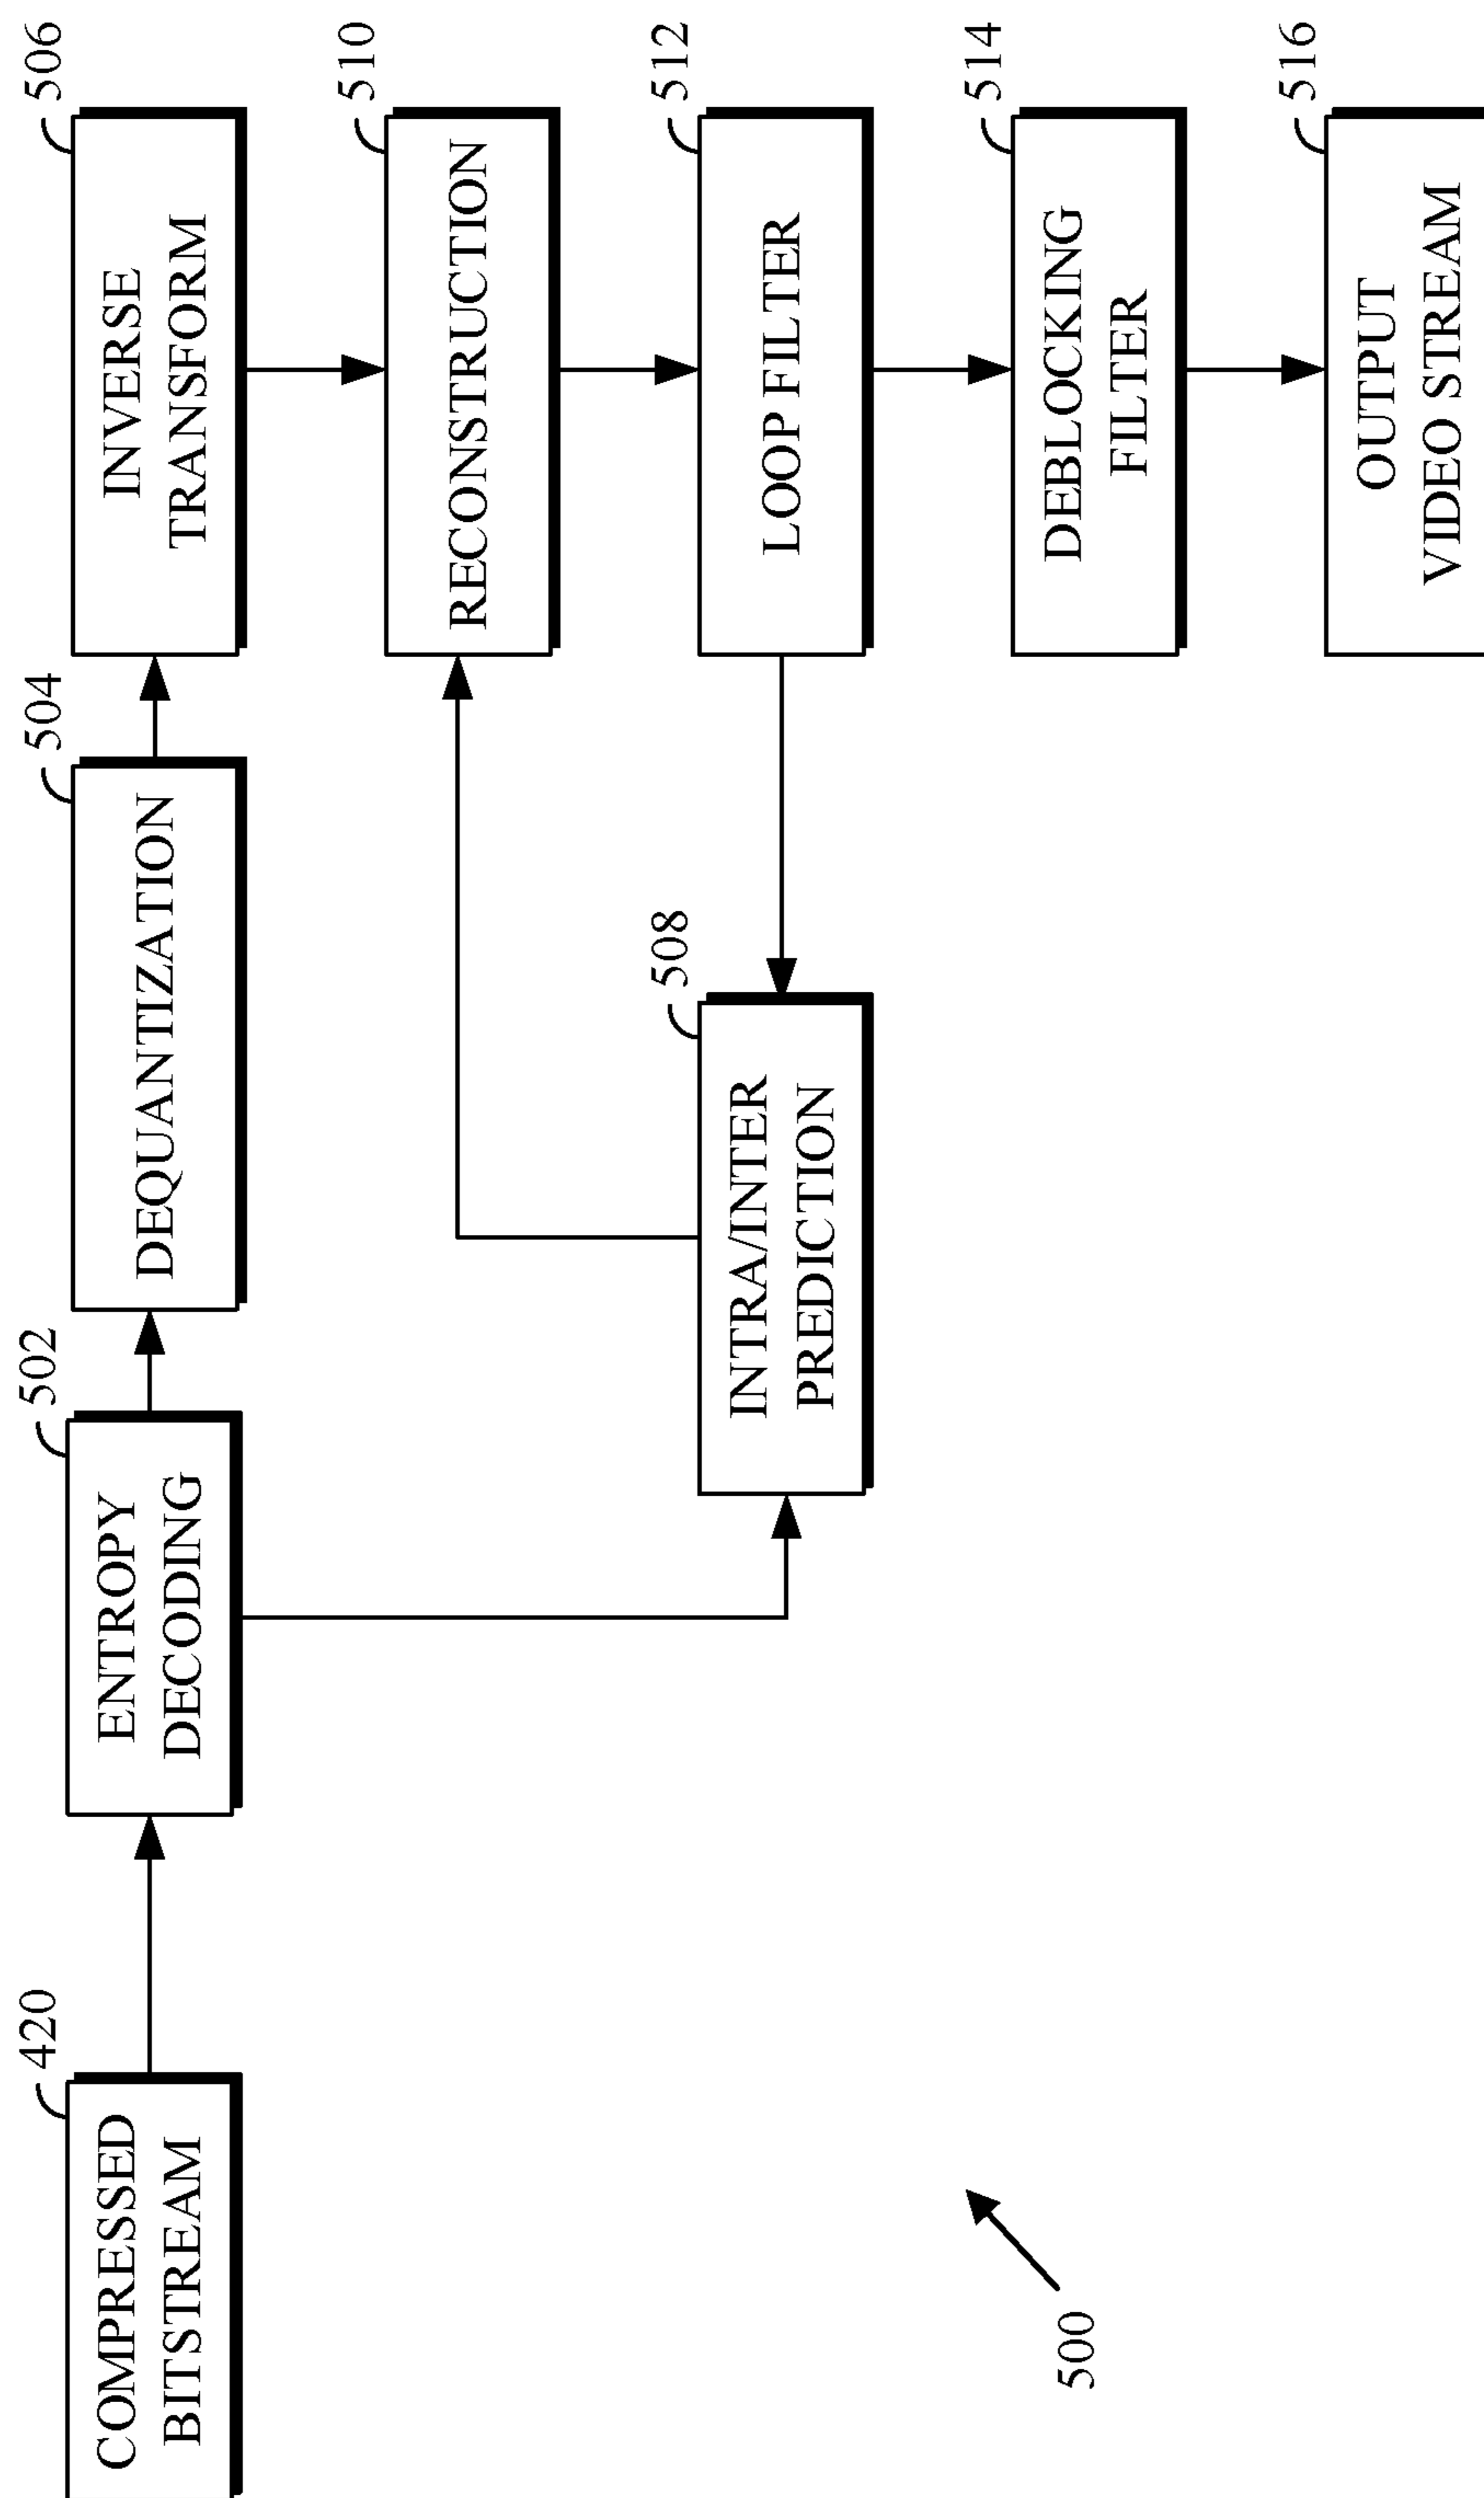 420
COMPRESSED
BITSTREAM
502
ENTROPY
DECODING
504
DEQUANTIZATION
506
INVERSE
TRANSFORM
508
INTRA/INTER
PREDICTION
510
RECONSTRUCTION
512
LOOP FILTER
514
DEBLOCKING
FILTER
516
OUTPUT
VIDEO STREAM
500